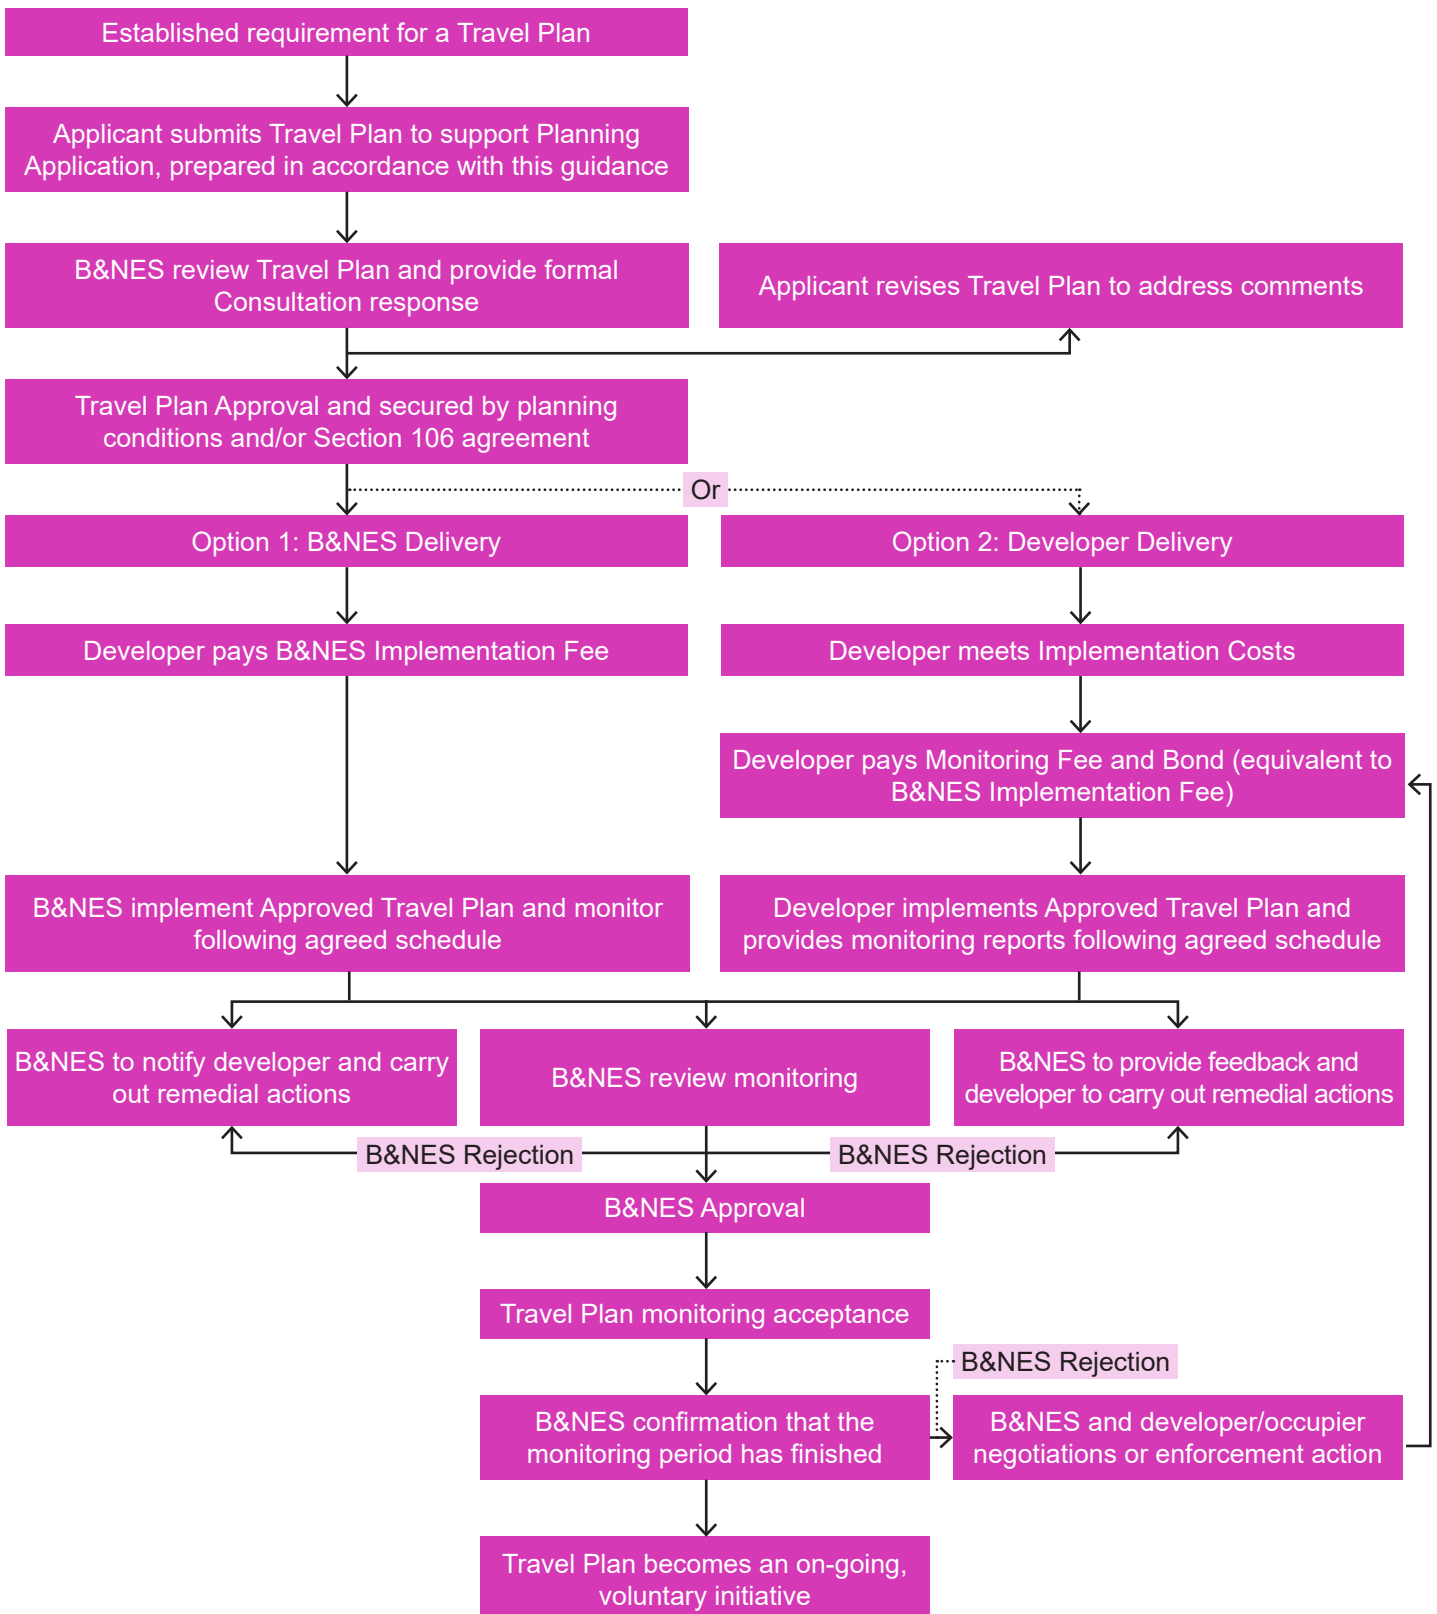 Established requirement for a Travel Plan
Applicant submits Travel Plan to support Planning
Application, prepared in accordance with this guidance
B&NES review Travel Plan and provide formal
Consultation response
Applicant revises Travel Plan to address comments
Travel Plan Approval and secured by planning
conditions and/or Section 106 agreement
Or
Option 1: B&NES Delivery
Option 2: Developer Delivery
Developer pays B&NES Implementation Fee
Developer meets Implementation Costs
Developer pays Monitoring Fee and Bond (equivalent to
B&NES Implementation Fee)
B&NES implement Approved Travel Plan and monitor
following agreed schedule
Developer implements Approved Travel Plan and
provides monitoring reports following agreed schedule
B&NES to notify developer and carry
out remedial actions
B&NES review monitoring
B&NES to provide feedback and
developer to carry out remedial actions
B&NES Rejection
B&NES Rejection
B&NES Approval
Travel Plan monitoring acceptance
B&NES Rejection
B&NES confirmation that the
monitoring period has finished
B&NES and developer/occupier
negotiations or enforcement action
Travel Plan becomes an on-going,
voluntary initiative